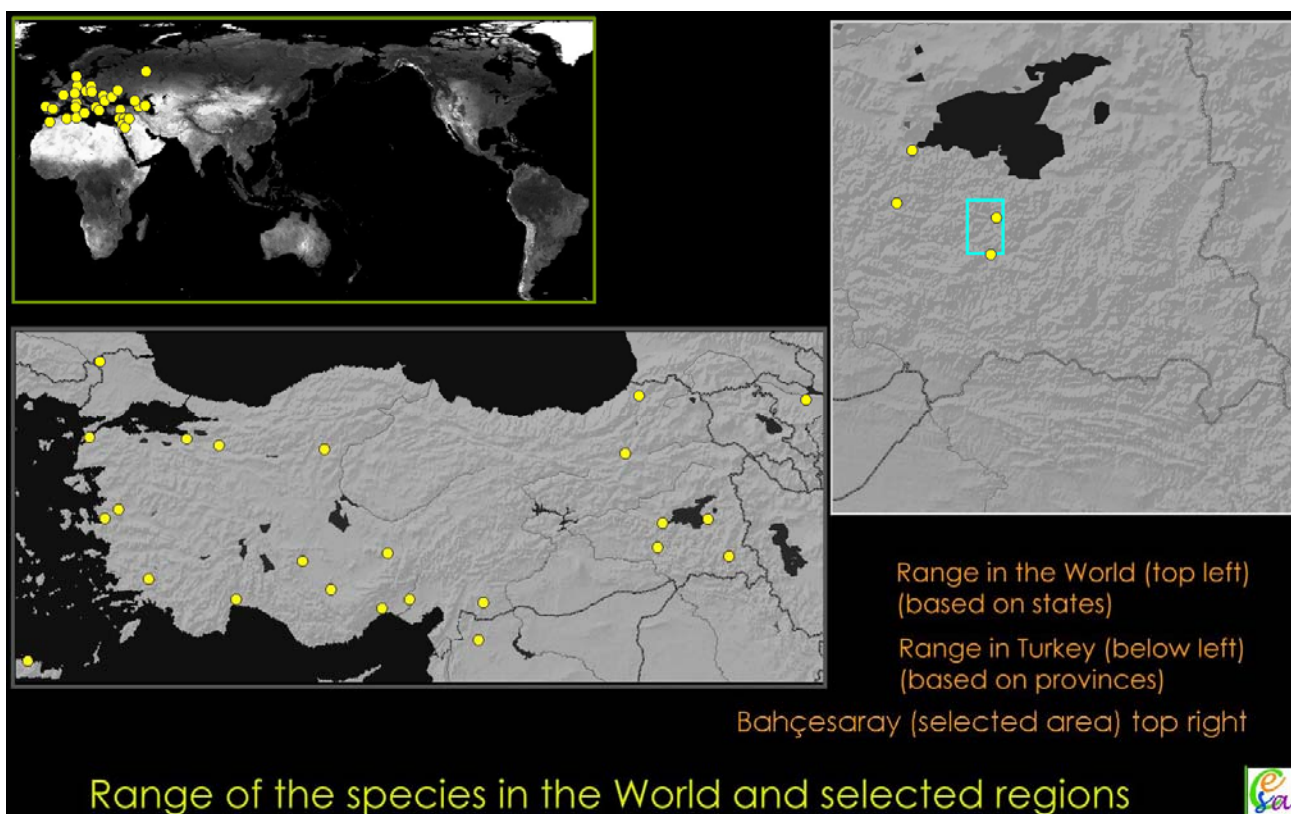 Range in the World (top left)
(based on states)
Range in Turkey (below left)
(based on provinces)
Bahçesaray (selected area) top right
Range of the species in the World and selected regions
esa